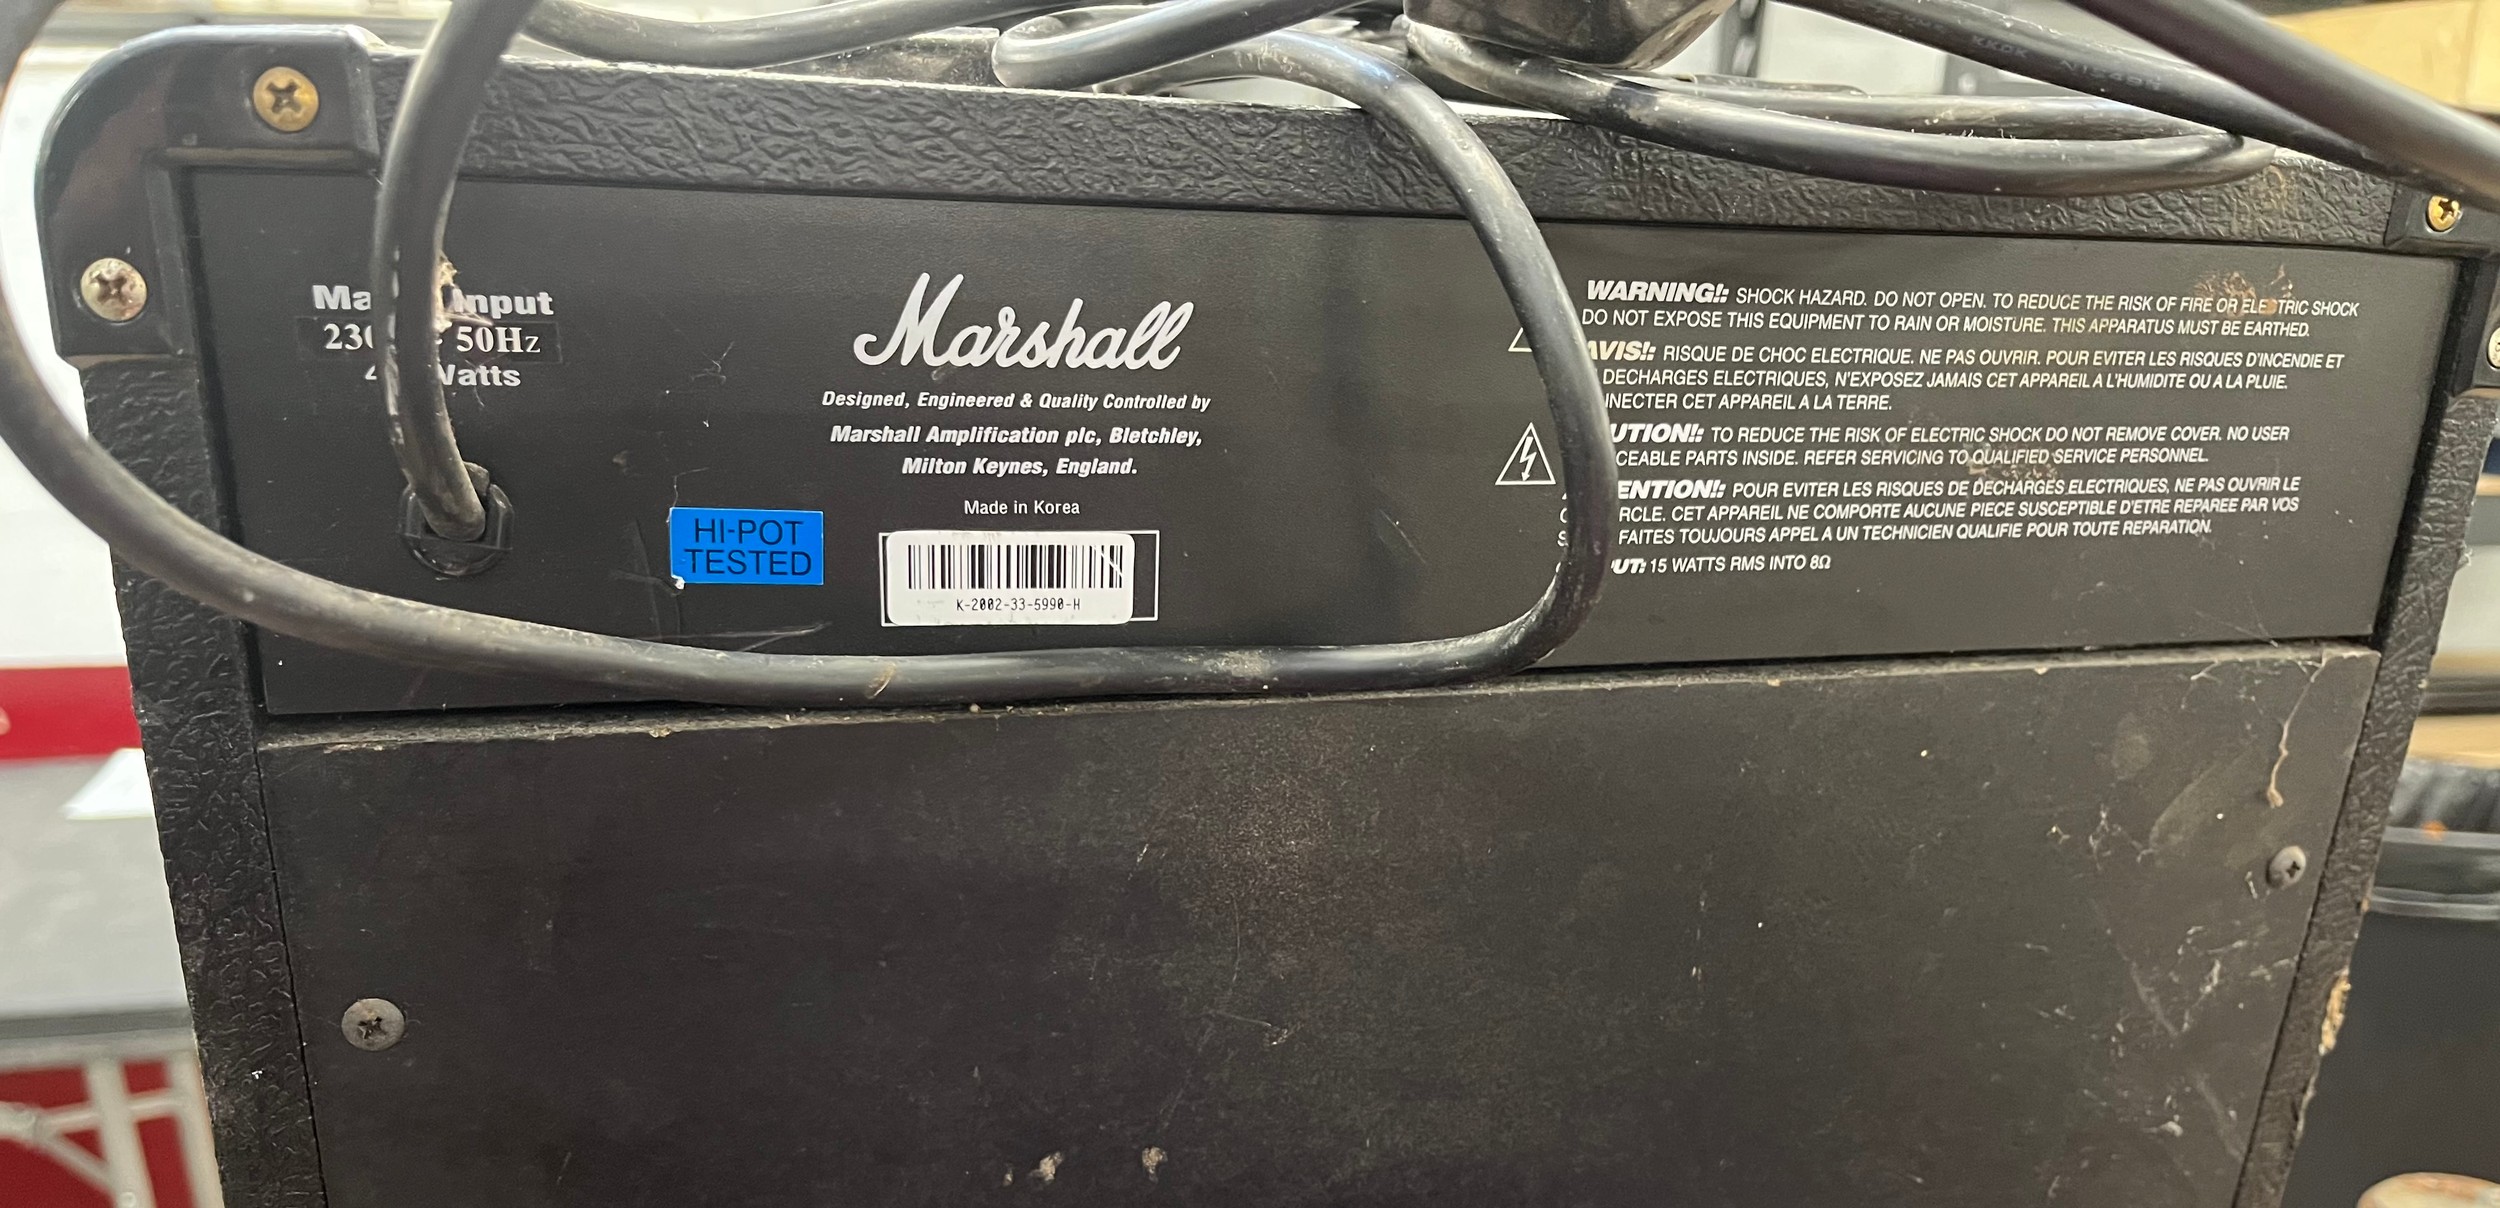 KKDK N15494
Input
50Hz
Watts
Marshall
Designed, Engineered & Quality Controlled by
Marshall Amplification plc, Bletchley,
Milton Keynes, England.
Made in Korea
HI-POT
TESTED
K-2002-33-5990-H
WARNING!: SHOCK HAZARD. DO NOT OPEN. TO REDUCE THE RISK OF FIRE OR ELECTRIC SHOCK
DO NOT EXPOSE THIS EQUIPMENT TO RAIN OR MOISTURE. THIS APPARATUS MUST BE EARTHED.
AVIS!: RISQUE DE CHOC ELECTRIQUE. NE PAS OUVRIR. POUR EVITER LES RISQUES D'INCENDIE ET
DECHARGES ELECTRIQUES, N'EXPOSEZ JAMAIS CET APPAREIL A L'HUMIDITE OU A LA PLUIE.
CET APPAREIL A LA TERRE.
TO REDUCE THE RISK OF ELECTRIC SHOCK DO NOT REMOVE COVER. NO USER
PARTS INSIDE. REFER SERVICING TO QUALIFIED SERVICE PERSONNEL.
POUR EVITER LES RISQUES DE DECHARGES ELECTRIQUES, NE PAS OUVRIR LE
CET APPAREIL NE COMPORTE AUCUNE PIECE SUSCEPTIBLE D'ETRE REPAREE PAR VOS
FAITES TOUJOURS APPEL A UN TECHNICIEN QUALIFIE POUR TOUTE REPARATION.
15 WATTS RMS INTO 8Ω